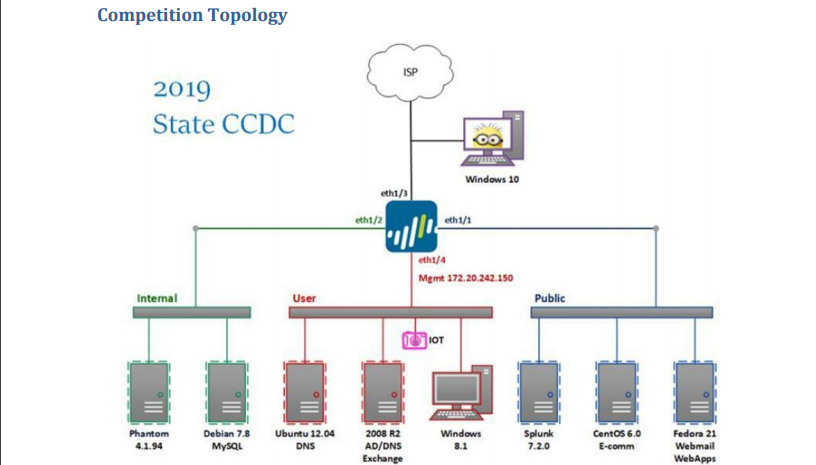 Competition Topology
2019
State CCDC
ISP
Windows 10
eth1/3
eth1/2
eth1/1
eth1/4
Mgmt 172.20.242.150
Internal
User
Public
IOT
Phantom
4.1.94
Debian 7.8
MySQL
Ubuntu 12.04
DNS
2008 R2
AD/DNS
Exchange
Windows
8.1
Splunk
7.2.0
CentOS 6.0
E-comm
Fedora 21
Webmail
WebApps